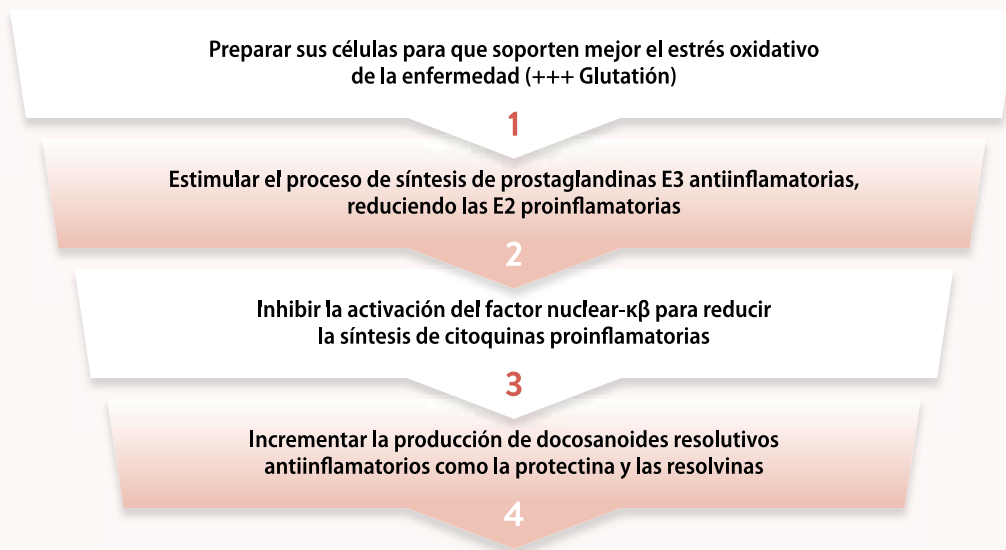 Preparar sus células para que soporten mejor el estrés oxidativo
de la enfermedad (+++ Glutatión)
1
Estimular el proceso de síntesis de prostaglandinas E3 antiinflamatorias,
reduciendo las E2 proinflamatorias
2
Inhibir la activación del factor nuclear-κβ para reducir
la síntesis de citoquinas proinflamatorias
3
Incrementar la producción de docosanoides resolutivos
antiinflamatorios como la protectina y las resolvinas
4